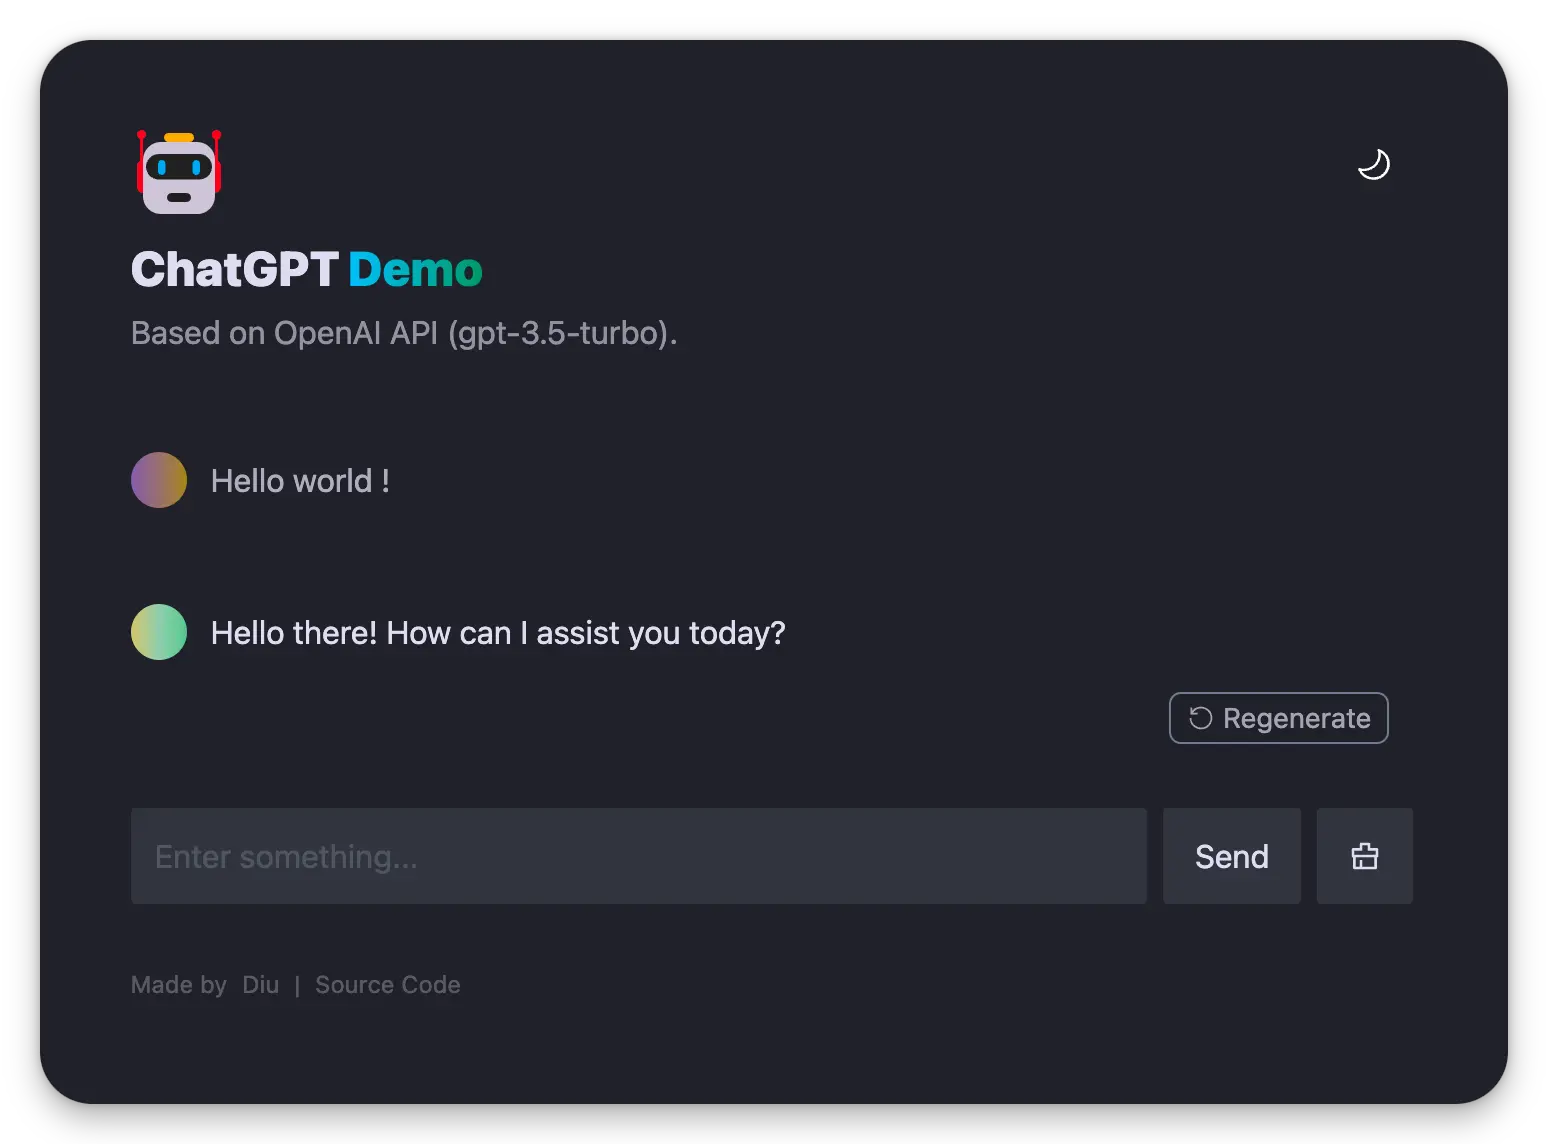 ChatGPT Demo
Based on OpenAI API (gpt-3.5-turbo).
Hello world !
Hello there! How can I assist you today?
Regenerate
Enter something...
Send
Made by Diu | Source Code